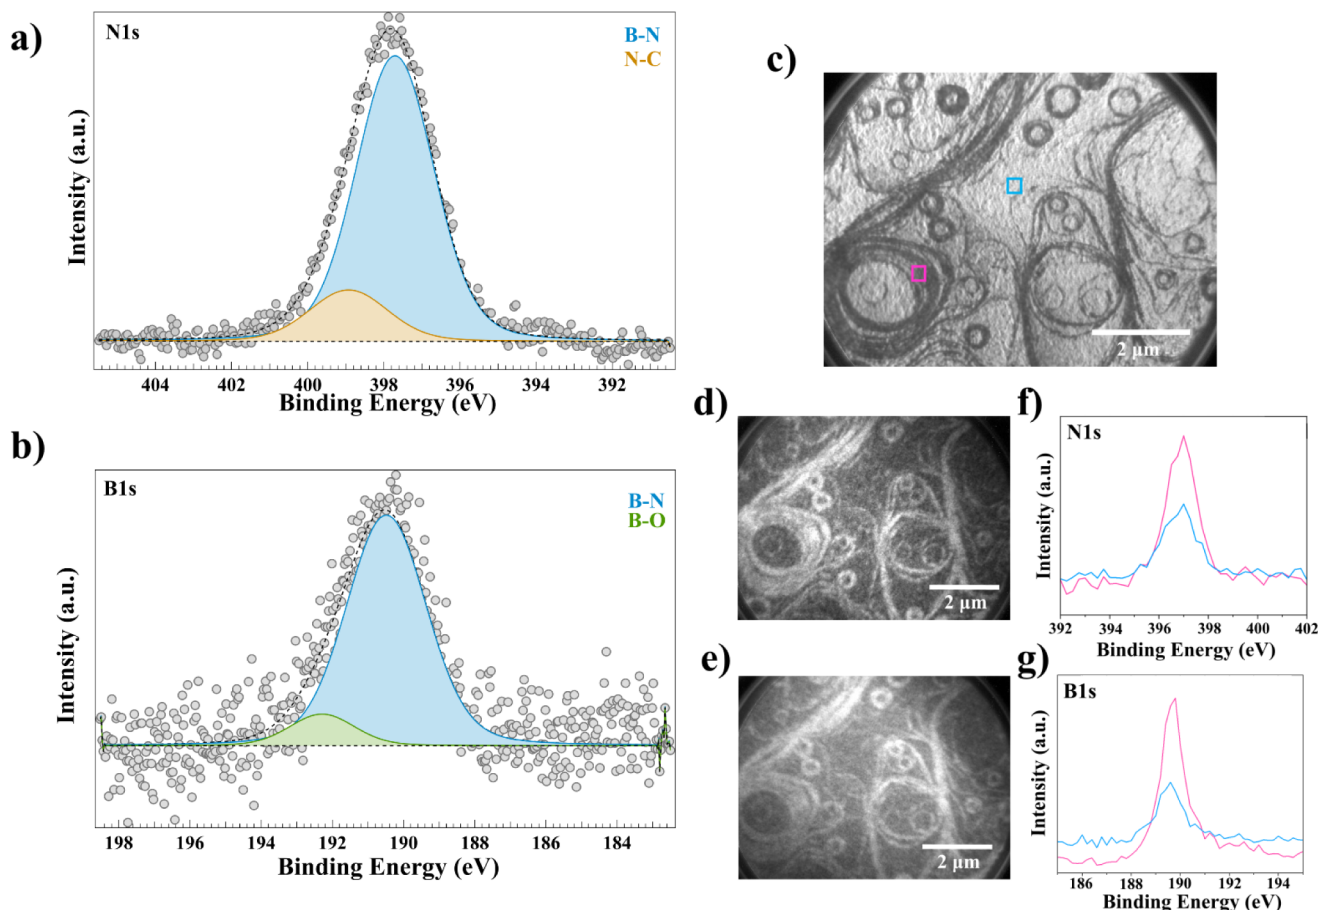 a)
N1s
B-N
N-C
Intensity (a.u.)
404 402 400 398 396 394 392
Binding Energy (eV)
b)
B1s
B-N
B-O
Intensity (a.u.)
198 196 194 192 190 188 186 184
Binding Energy (eV)
c)
2 µm
d)
2 µm
e)
2 µm
f)
N1s
Intensity (a.u.)
392 394 396 398 400 402
Binding Energy (eV)
g)
B1s
Intensity (a.u.)
186 188 190 192 194
Binding Energy (eV)